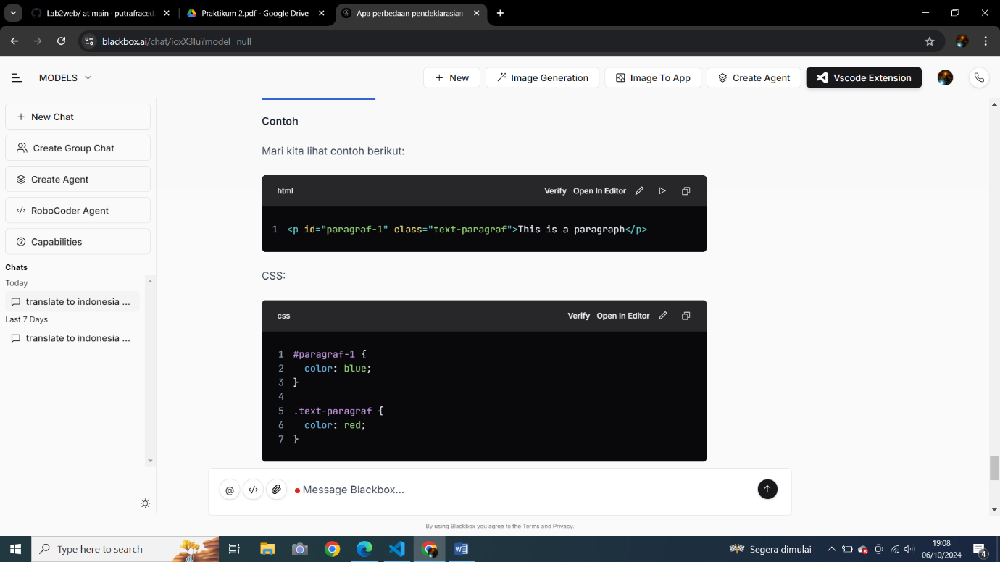 Lab2web/ at main · putrafraced
Praktikum 2.pdf - Google Drive
Apa perbedaan pendeklarasian
blackbox.ai/chat/ioxX3Iu?model=null
MODELS
New
Image Generation
Image To App
Create Agent
Vscode Extension
New Chat
Create Group Chat
Create Agent
RoboCoder Agent
Capabilities
Chats
Today
translate to indonesia ...
Last 7 Days
translate to indonesia ...
Contoh
Mari kita lihat contoh berikut:
html
Verify Open In Editor
1 <p id="paragraf-1" class="text-paragraf">This is a paragraph</p>
CSS:
css
Verify Open In Editor
1 #paragraf-1 {
2 color: blue;
3 }
4
5 .text-paragraf {
6 color: red;
7 }
Message Blackbox...
By using Blackbox you agree to the Terms and Privacy.
Type here to search
Segera dimulai
19:08
06/10/2024
4